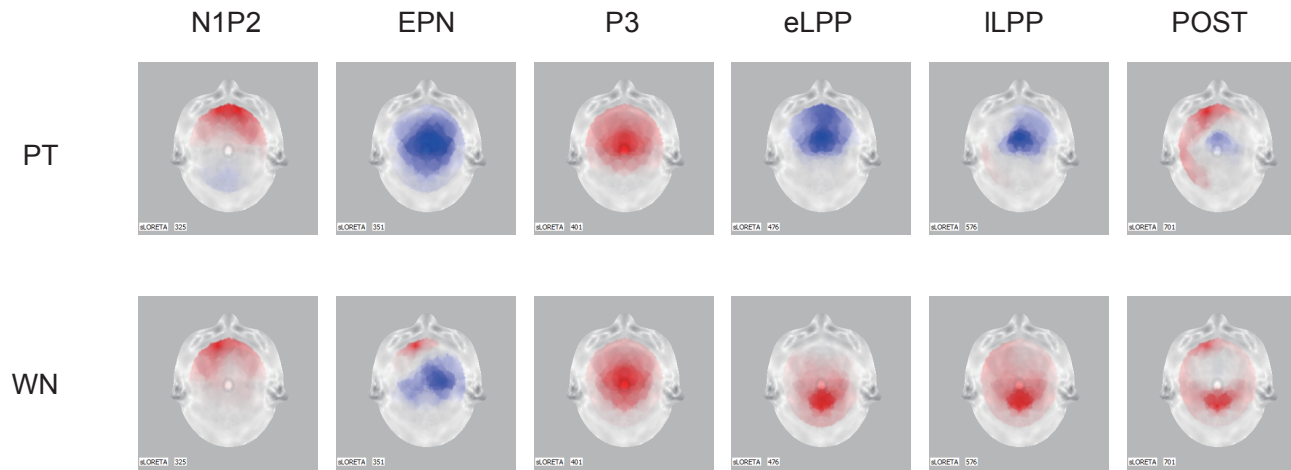 N1P2 EPN P3 eLPP lLPP POST
PT
sLORETA 325 sLORETA 351 sLORETA 401 sLORETA 476 sLORETA 576 sLORETA 701
WN
sLORETA 325 sLORETA 351 sLORETA 401 sLORETA 476 sLORETA 576 sLORETA 701